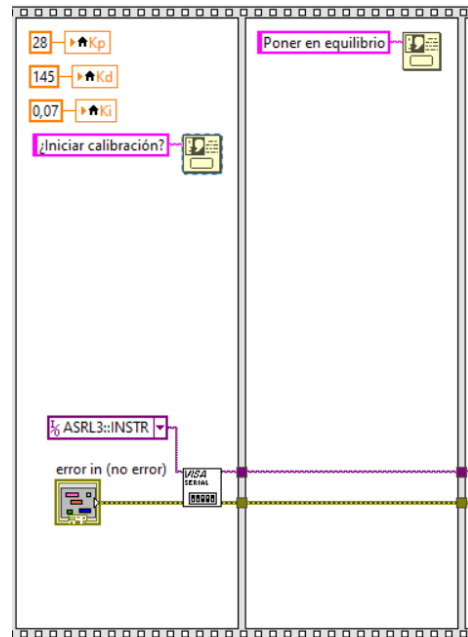 28 Kp
145 Kd
0,07 Ki
¿Iniciar calibración?
ASRL3::INSTR
error in (no error)
VISA
SERIAL
Poner en equilibrio